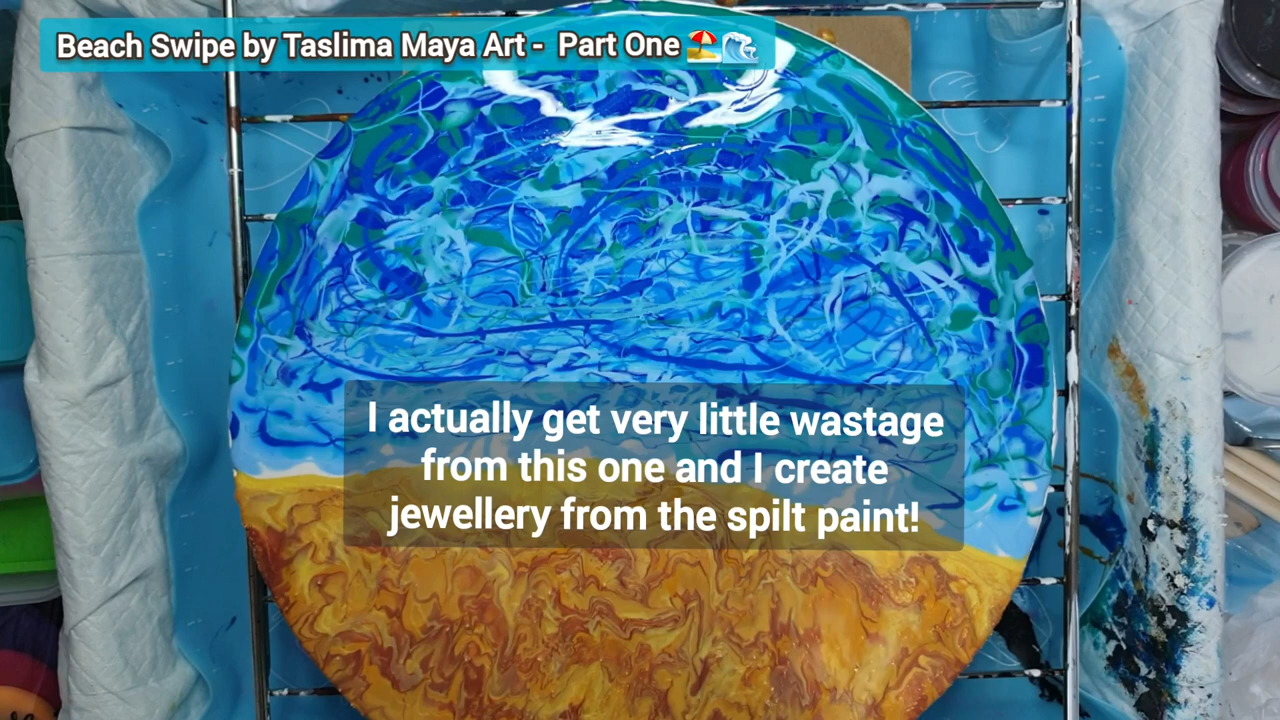 Beach Swipe by Taslima Maya Art - Part One 🏖️🌊
I actually get very little wastage
from this one and I create
jewellery from the spilt paint!